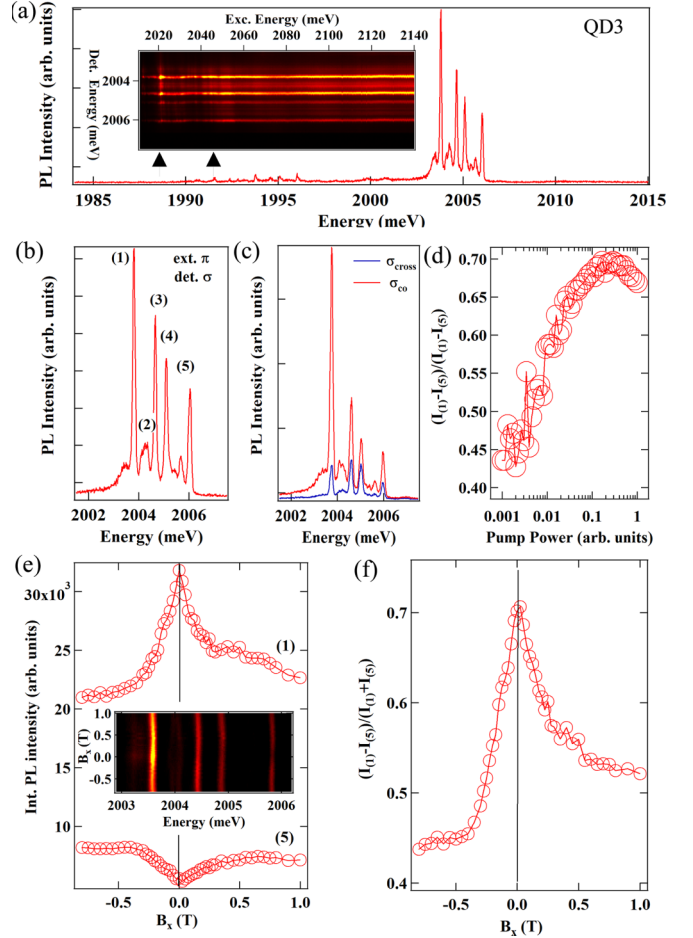 (a)
Exc. Energy (meV)
2020 2040 2060 2080 2100 2120 2140
QD3
PL Intensity (arb. units)
Det. Energy
(meV)
2004
2006
1985 1990 1995 2000 2005 2010 2015
Energy (meV)
(b)
(1)
ext. π
det. σ
(3)
(4)
(5)
(2)
PL Intensity (arb. units)
2002 2004 2006
Energy (meV)
(c)
σcross
σco
PL Intensity (arb. units)
2002 2004 2006
Energy (meV)
(d)
0.70
0.65
0.60
0.55
0.50
0.45
0.40
(I(1)-I(5))/(I(1)-I(5))
0.001 0.01 0.1 1
Pump Power (arb. units)
(e)
30x10³
25
20
15
10
Int. PL intensity (arb. units)
(1)
1.0
0.5
0.0
-0.5
Bx (T)
2003 2004 2005 2006
Energy (meV)
(5)
-0.5 0.0 0.5 1.0
Bx (T)
(f)
0.7
0.6
0.5
0.4
(I(1)-I(5))/(I(1)+I(5))
-0.5 0.0 0.5 1.0
Bx (T)